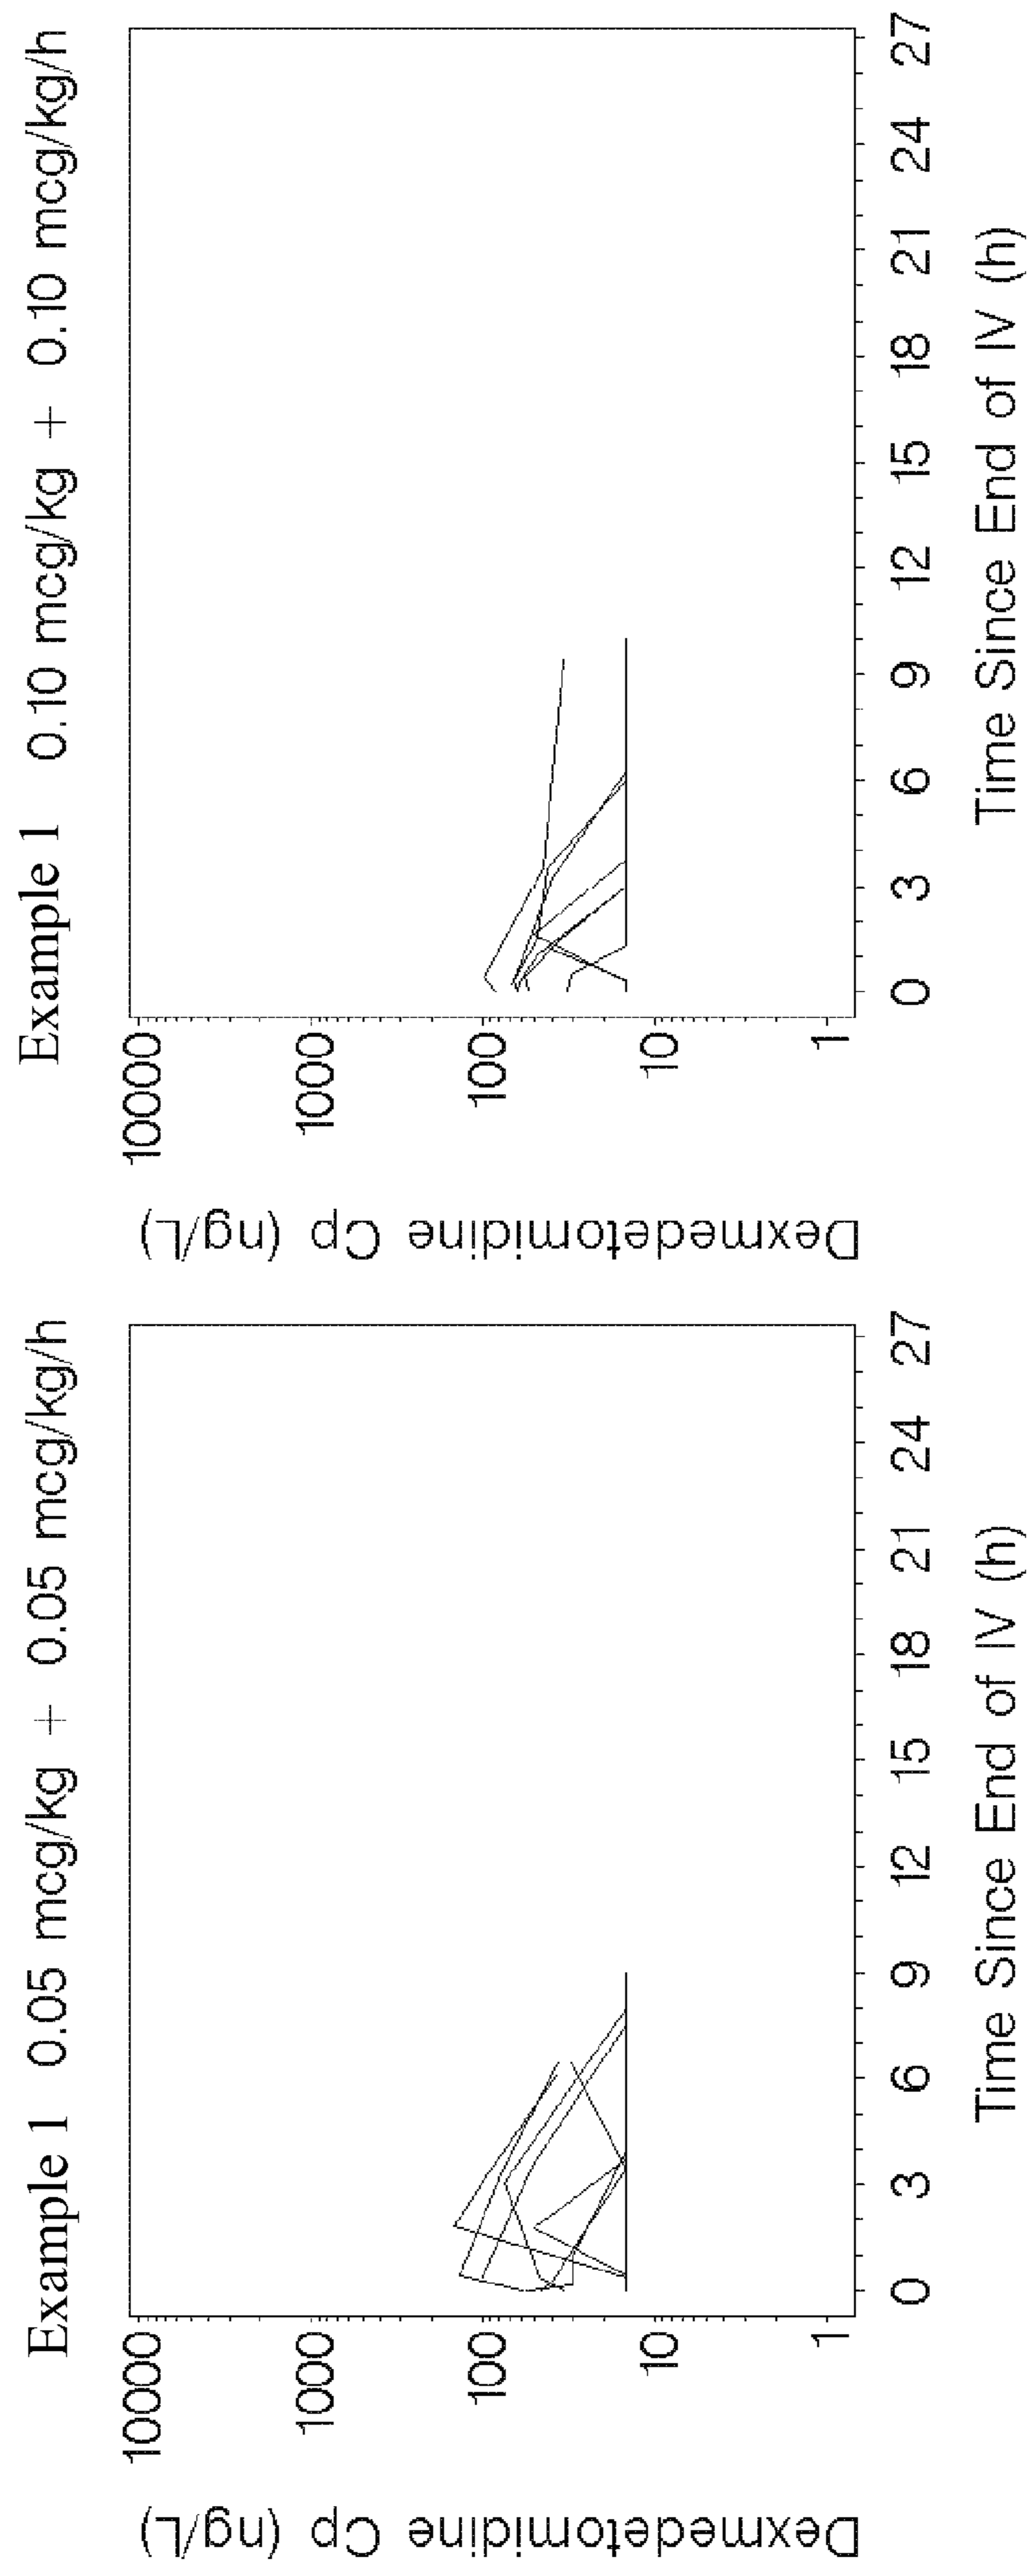 Example 1 0.05 mcg/kg + 0.05 mcg/kg/h
Dexmedetomidine Cp (ng/L)
10000
1000
100
10
1
0 3 6 9 12 15 18 21 24 27
Time Since End of IV (h)
Example 1 0.10 mcg/kg + 0.10 mcg/kg/h
Dexmedetomidine Cp (ng/L)
10000
1000
100
10
1
0 3 6 9 12 15 18 21 24 27
Time Since End of IV (h)